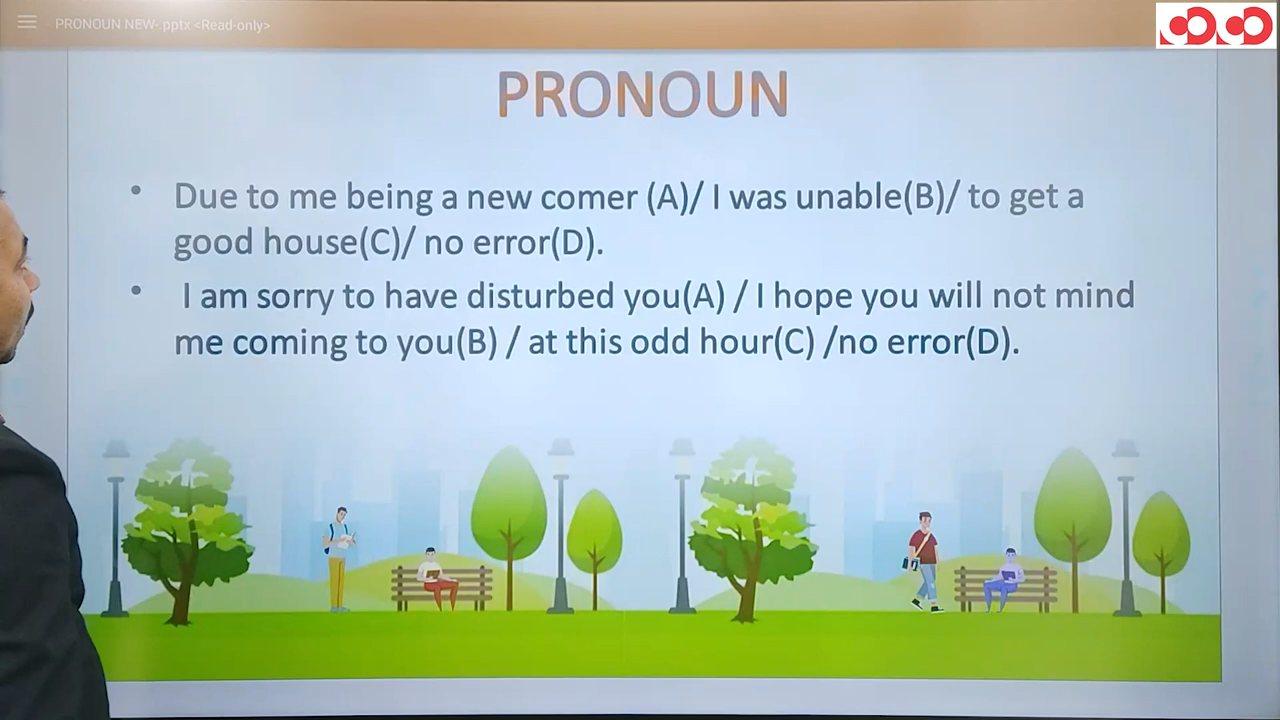 PRONOUN NEW-.pptx <Read-only>
PRONOUN
• Due to me being a new comer (A)/ I was unable(B)/ to get a
good house(C)/ no error(D).
• I am sorry to have disturbed you(A) / I hope you will not mind
me coming to you(B) / at this odd hour(C) /no error(D).